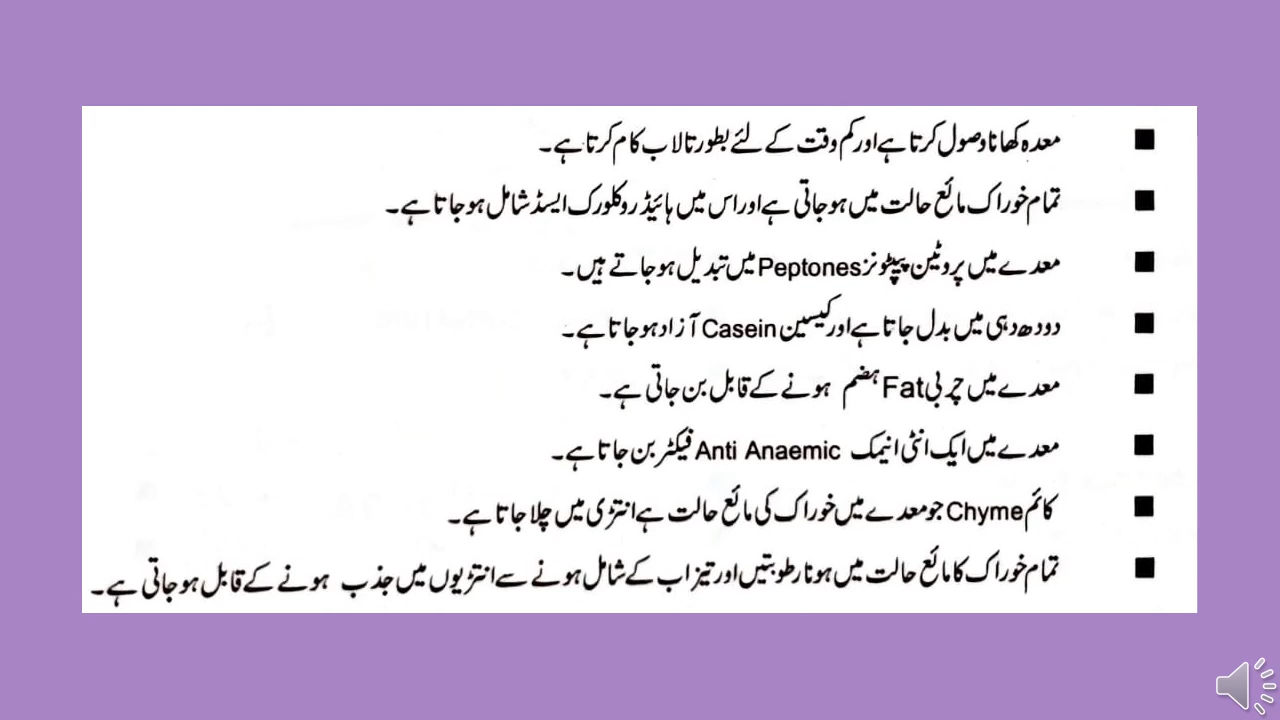 ■ معدہ کھانا وصول کرتا ہے اور کم وقت کے لئے بطور تالاب کام کرتا ہے۔
■ تمام خوراک مائع حالت میں ہو جاتی ہے اور اس میں ہائیڈروکلورک ایسڈ شامل ہو جاتا ہے۔
■ معدے میں پروٹین پیپٹونز Peptones میں تبدیل ہو جاتے ہیں۔
■ دودھ دہی میں بدل جاتا ہے اور کیسین Casein آزاد ہو جاتا ہے۔
■ معدے میں چربی Fat ہضم ہونے کے قابل بن جاتی ہے۔
■ معدے میں ایک انٹی انیمک Anti Anaemic فیکٹر بن جاتا ہے۔
■ کائم Chyme جو معدے میں خوراک کی مائع حالت ہے انتڑی میں چلا جاتا ہے۔
■ تمام خوراک کا مائع حالت میں ہونا رطوبتیں اور تیزاب کے شامل ہونے سے انتڑیوں میں جذب ہونے کے قابل ہو جاتی ہے۔